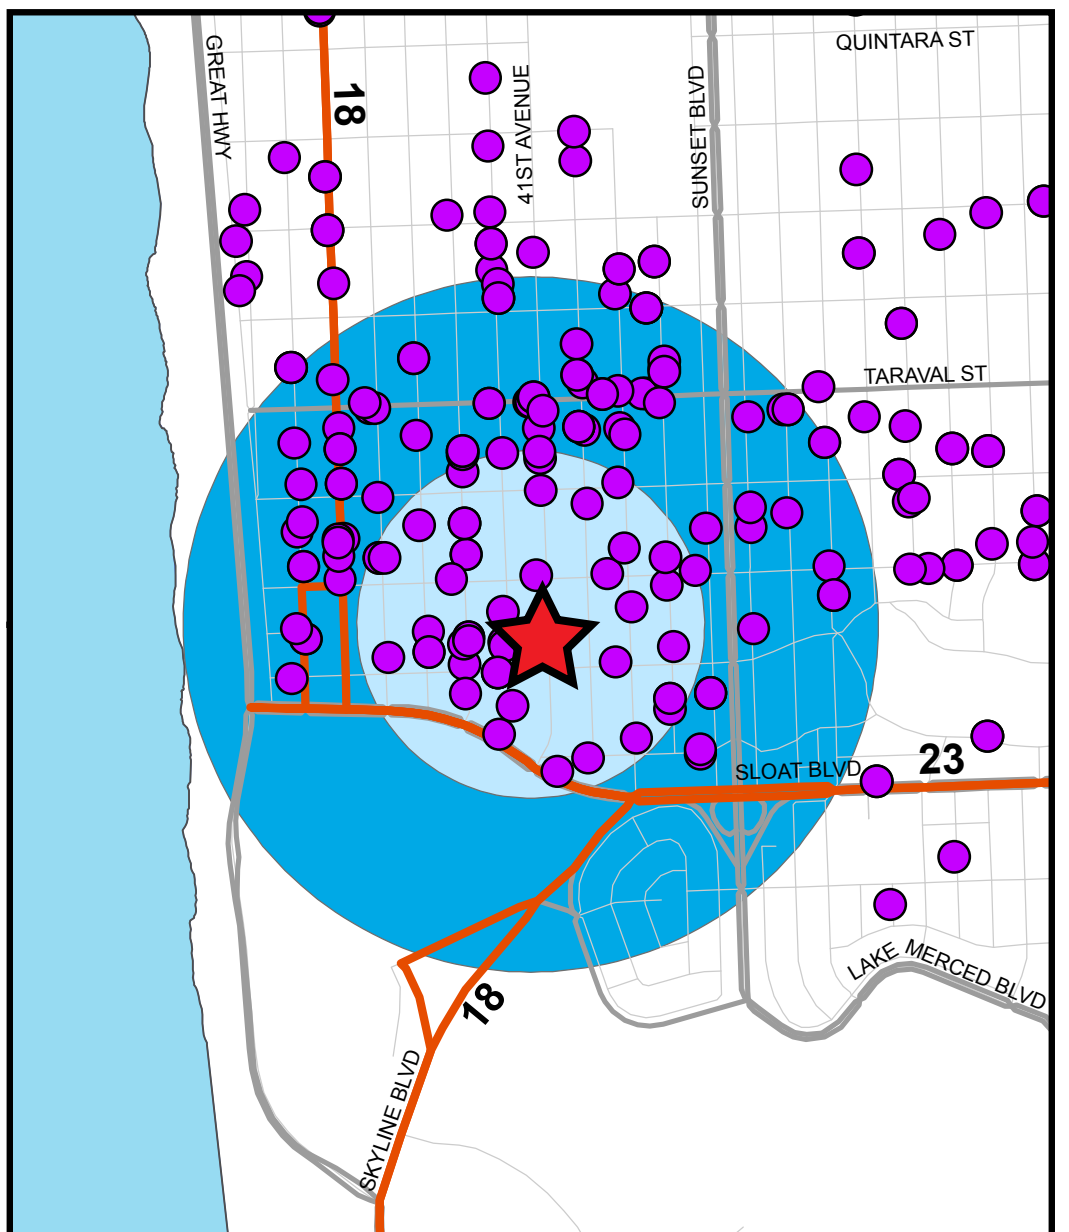 QUINTARA ST
GREAT HWY
18
41ST AVENUE
SUNSET BLVD
TARAVAL ST
SLOAT BLVD
23
LAKE MERCED BLVD
18
SKYLINE BLVD